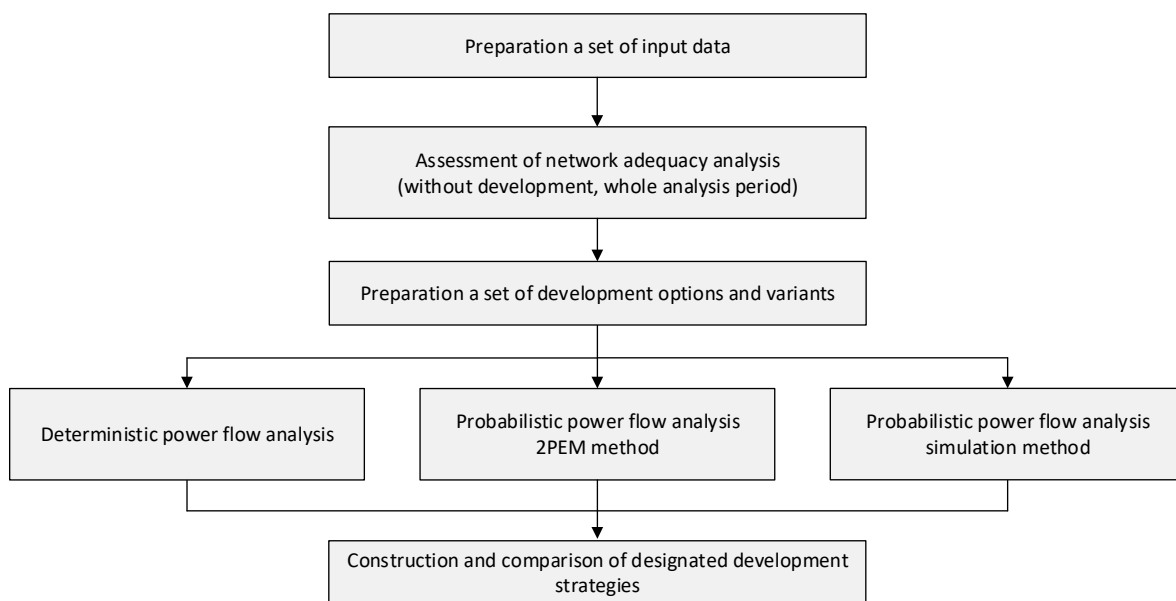 Preparation a set of input data
Assessment of network adequacy analysis
(without development, whole analysis period)
Preparation a set of development options and variants
Deterministic power flow analysis
Probabilistic power flow analysis
2PEM method
Probabilistic power flow analysis
simulation method
Construction and comparison of designated development
strategies